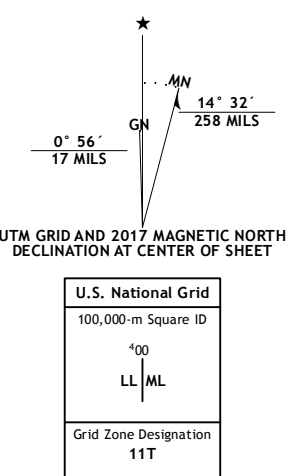 ★
MN
GN
14° 32´
258 MILS
0° 56´
17 MILS
UTM GRID AND 2017 MAGNETIC NORTH
DECLINATION AT CENTER OF SHEET
U.S. National Grid
100,000-m Square ID
⁴00
LL ML
Grid Zone Designation
11T